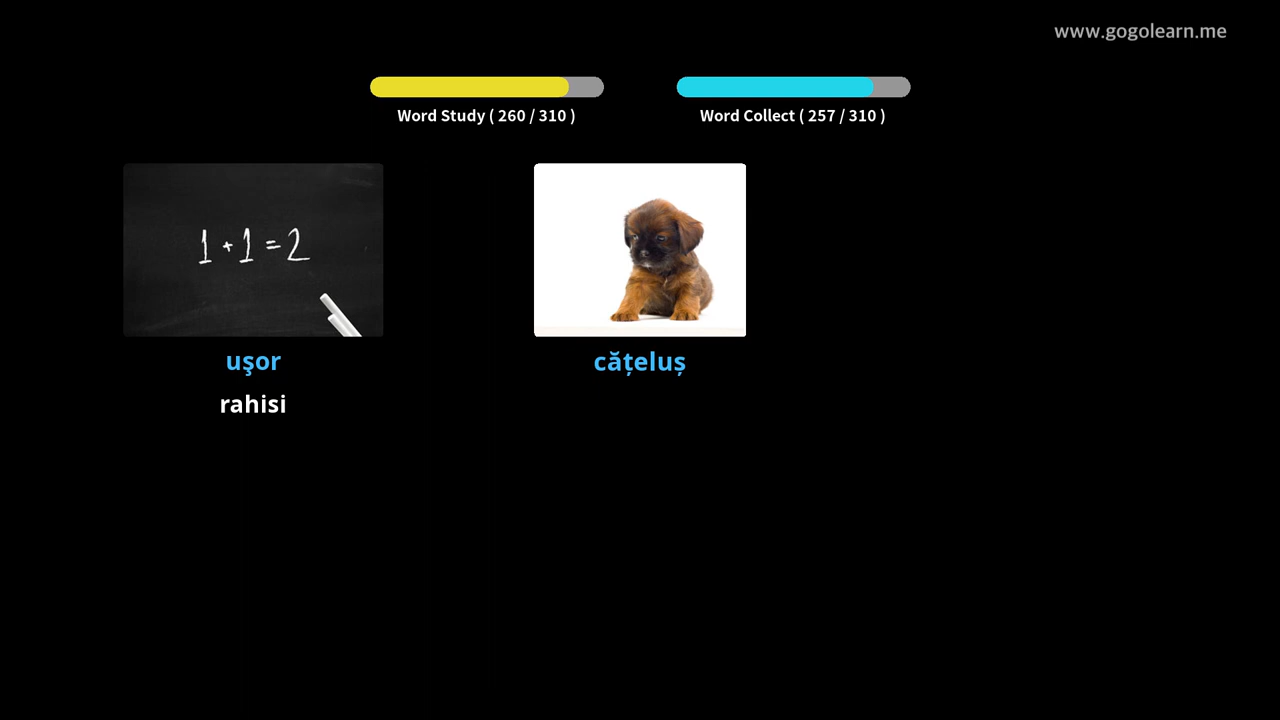 www.gogolearn.me
Word Study ( 260 / 310 )
Word Collect ( 257 / 310 )
1 + 1 = 2
uşor
cățeluș
rahisi